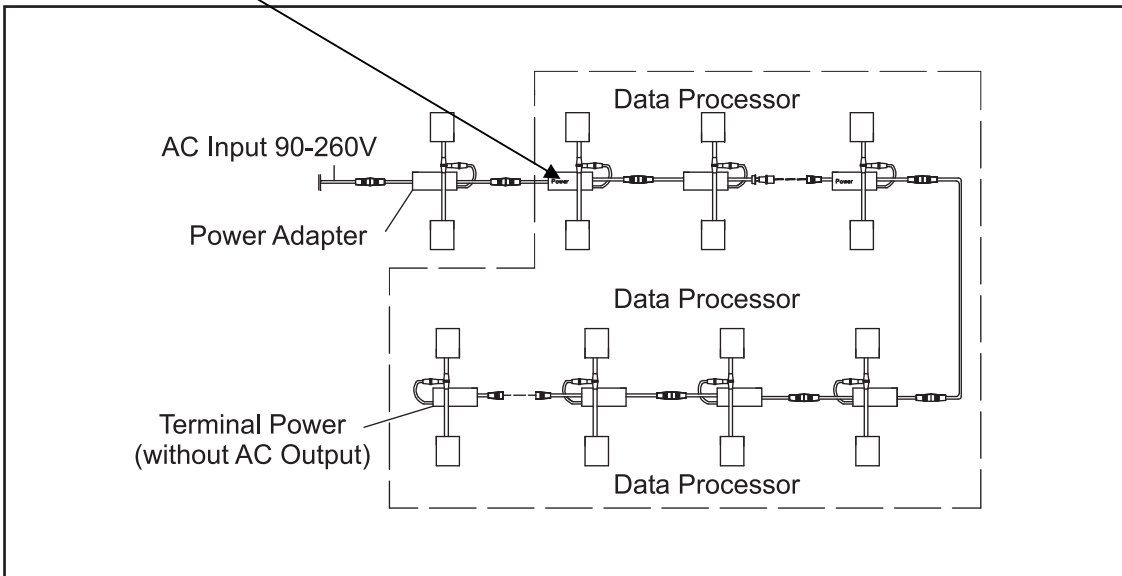 Data Processor
AC Input 90-260V
Power
Power
Power Adapter
Data Processor
Terminal Power
(without AC Output)
Data Processor